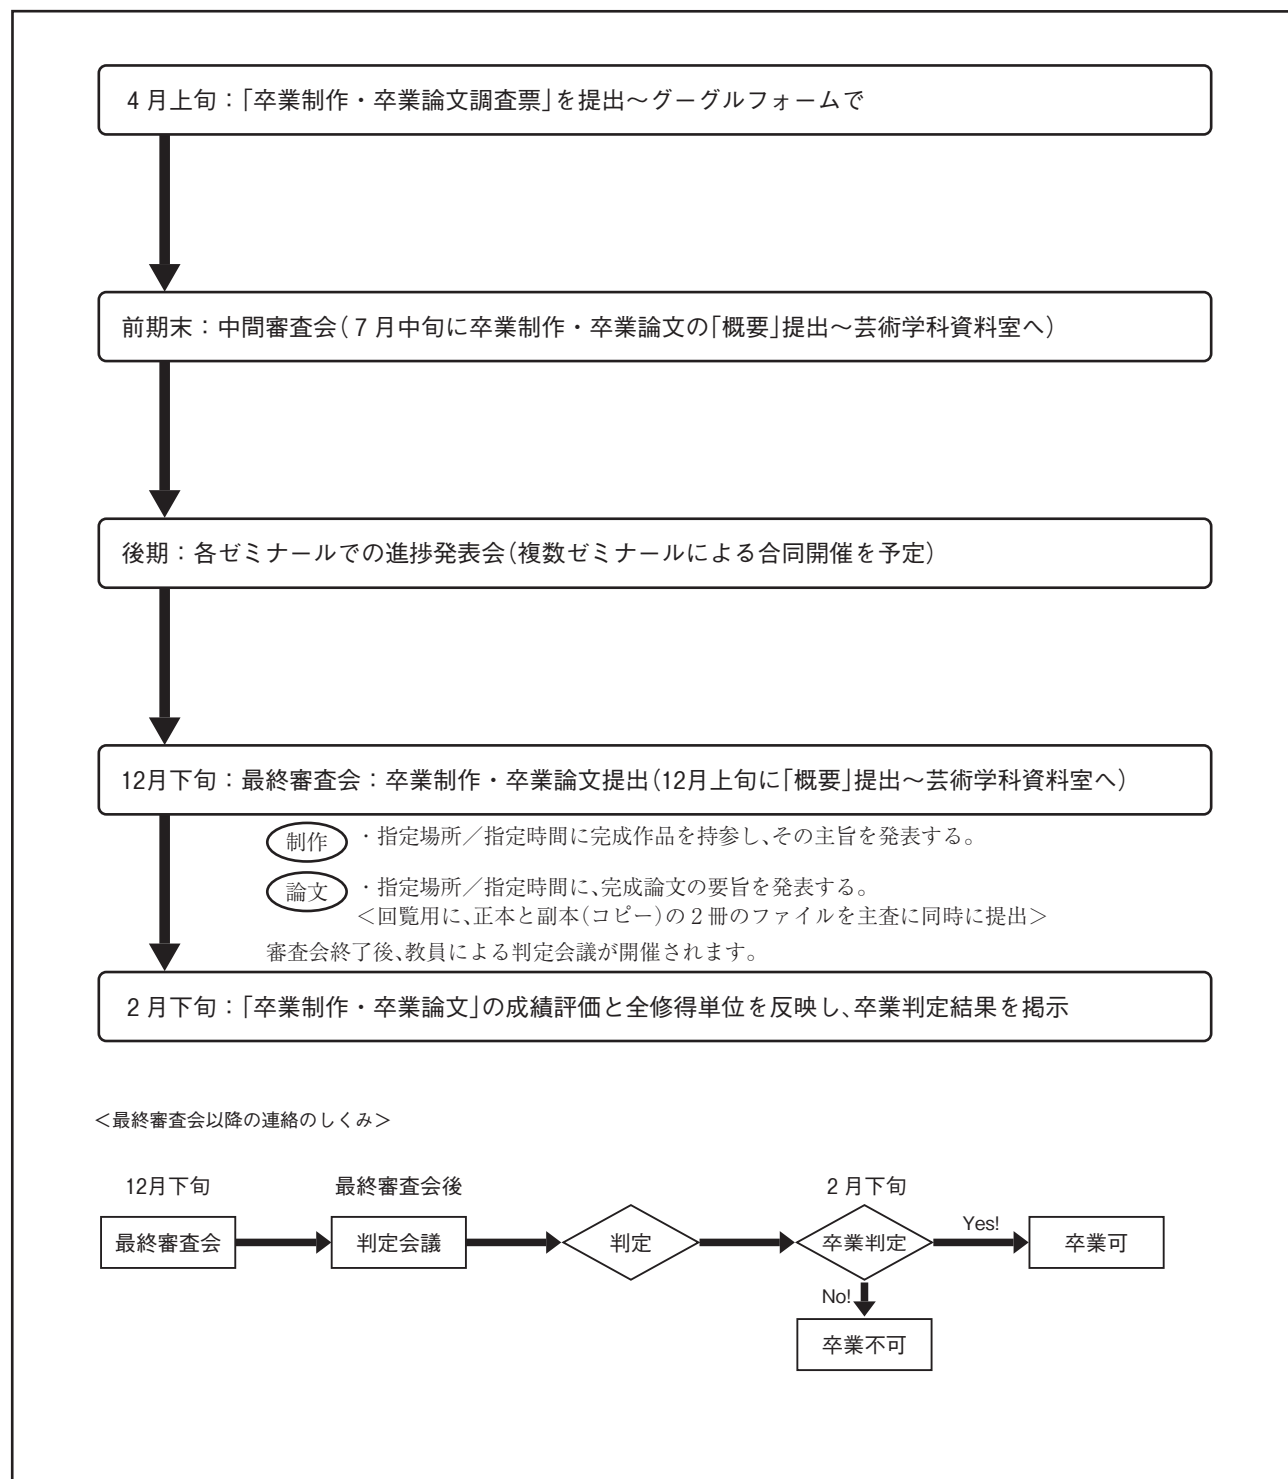 4月上旬：「卒業制作・卒業論文調査票」を提出～グーグルフォームで
前期末：中間審査会（7月中旬に卒業制作・卒業論文の「概要」提出～芸術学科資料室へ）
後期：各ゼミナールでの進捗発表会（複数ゼミナールによる合同開催を予定）
12月下旬：最終審査会：卒業制作・卒業論文提出（12月上旬に「概要」提出～芸術学科資料室へ）
制作 ・指定場所／指定時間に完成作品を持参し、その主旨を発表する。
論文 ・指定場所／指定時間に、完成論文の要旨を発表する。
＜回覧用に、正本と副本（コピー）の2冊のファイルを主査に同時に提出＞
審査会終了後、教員による判定会議が開催されます。
2月下旬：「卒業制作・卒業論文」の成績評価と全修得単位を反映し、卒業判定結果を掲示
＜最終審査会以降の連絡のしくみ＞
12月下旬 最終審査会後 2月下旬
最終審査会 判定会議 判定 卒業判定 Yes! 卒業可
No!
卒業不可